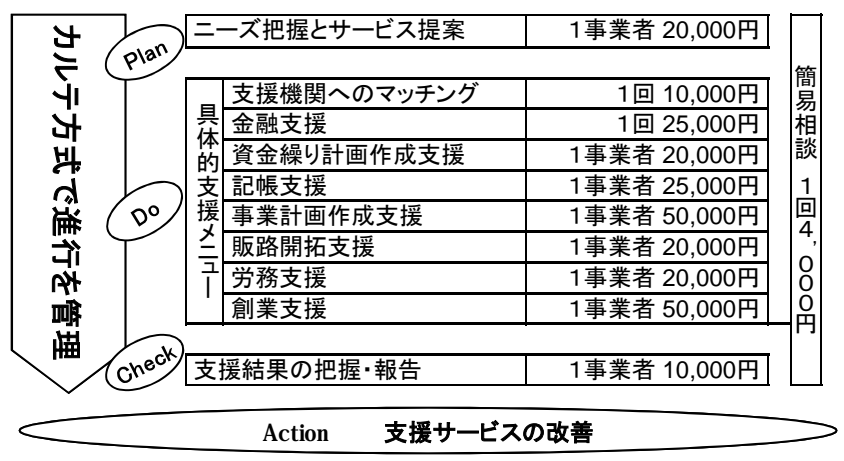 カルテ方式で進行を管理
Plan
ニーズ把握とサービス提案 1事業者 20,000円
Do
具体的支援メニュー
支援機関へのマッチング 1回 10,000円
金融支援 1回 25,000円
資金繰り計画作成支援 1事業者 20,000円
記帳支援 1事業者 25,000円
事業計画作成支援 1事業者 50,000円
販路開拓支援 1事業者 20,000円
労務支援 1事業者 20,000円
創業支援 1事業者 50,000円
Check
支援結果の把握・報告 1事業者 10,000円
簡易相談 1回4,000円
Action 支援サービスの改善